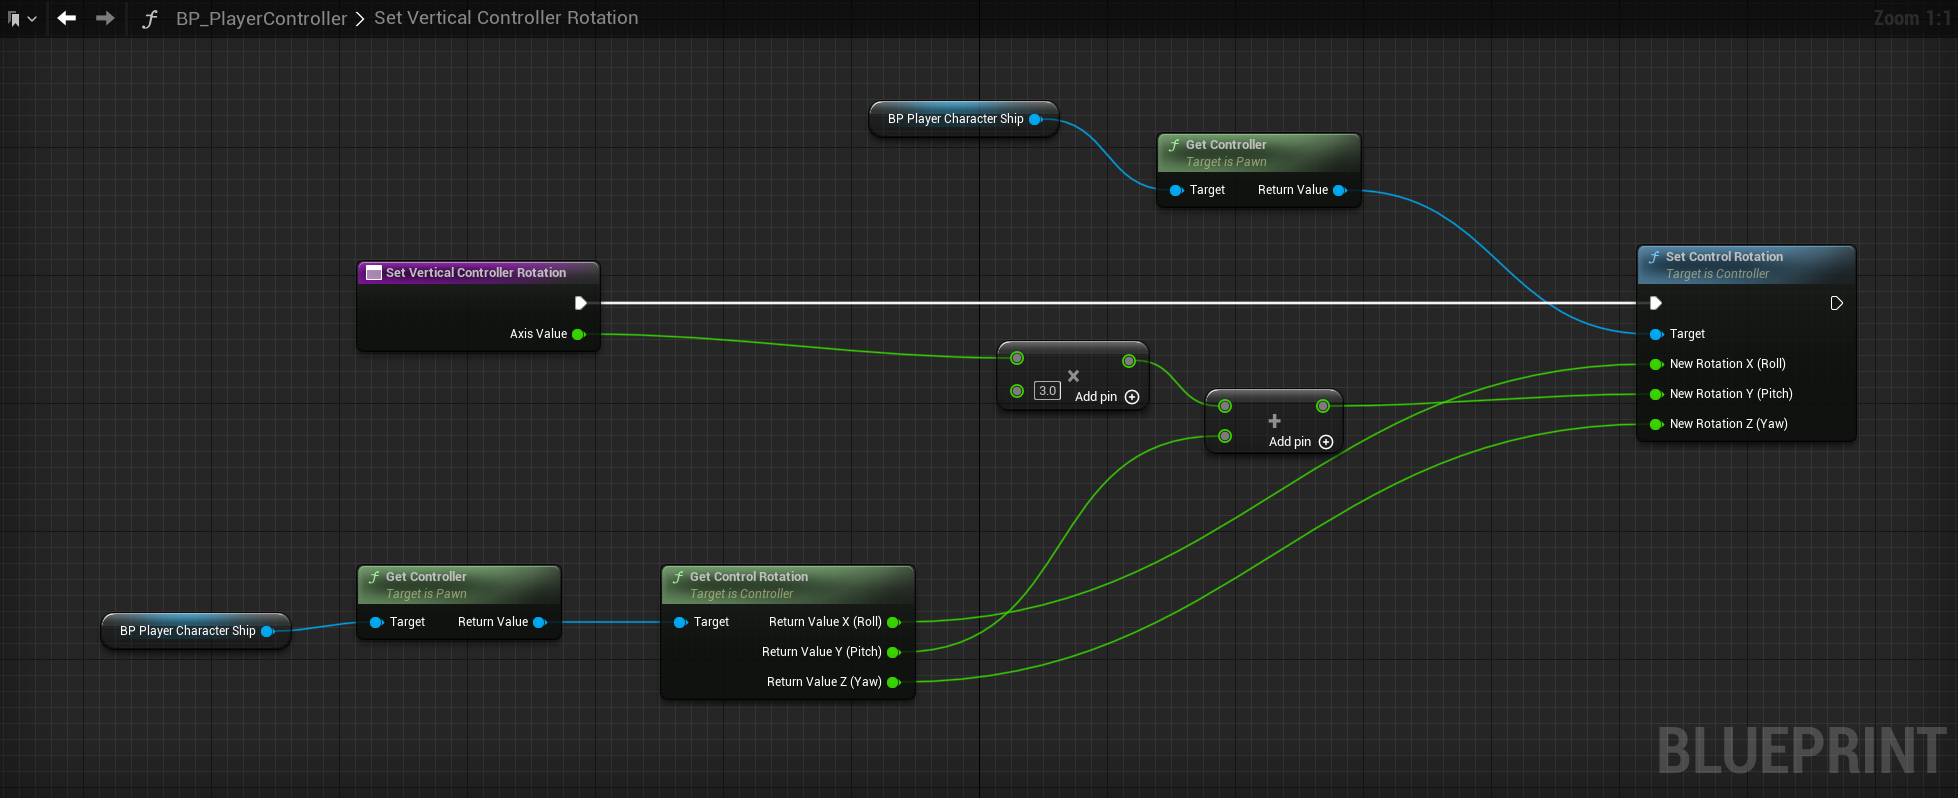 BP_PlayerController > Set Vertical Controller Rotation
Zoom 1:1
BP Player Character Ship
Get Controller
Target is Pawn
Target
Return Value
Set Vertical Controller Rotation
Axis Value
Set Control Rotation
Target is Controller
Target
New Rotation X (Roll)
New Rotation Y (Pitch)
New Rotation Z (Yaw)
3.0
Add pin
Add pin
BP Player Character Ship
Get Controller
Target is Pawn
Target
Return Value
Get Control Rotation
Target is Controller
Target
Return Value X (Roll)
Return Value Y (Pitch)
Return Value Z (Yaw)
BLUEPRINT